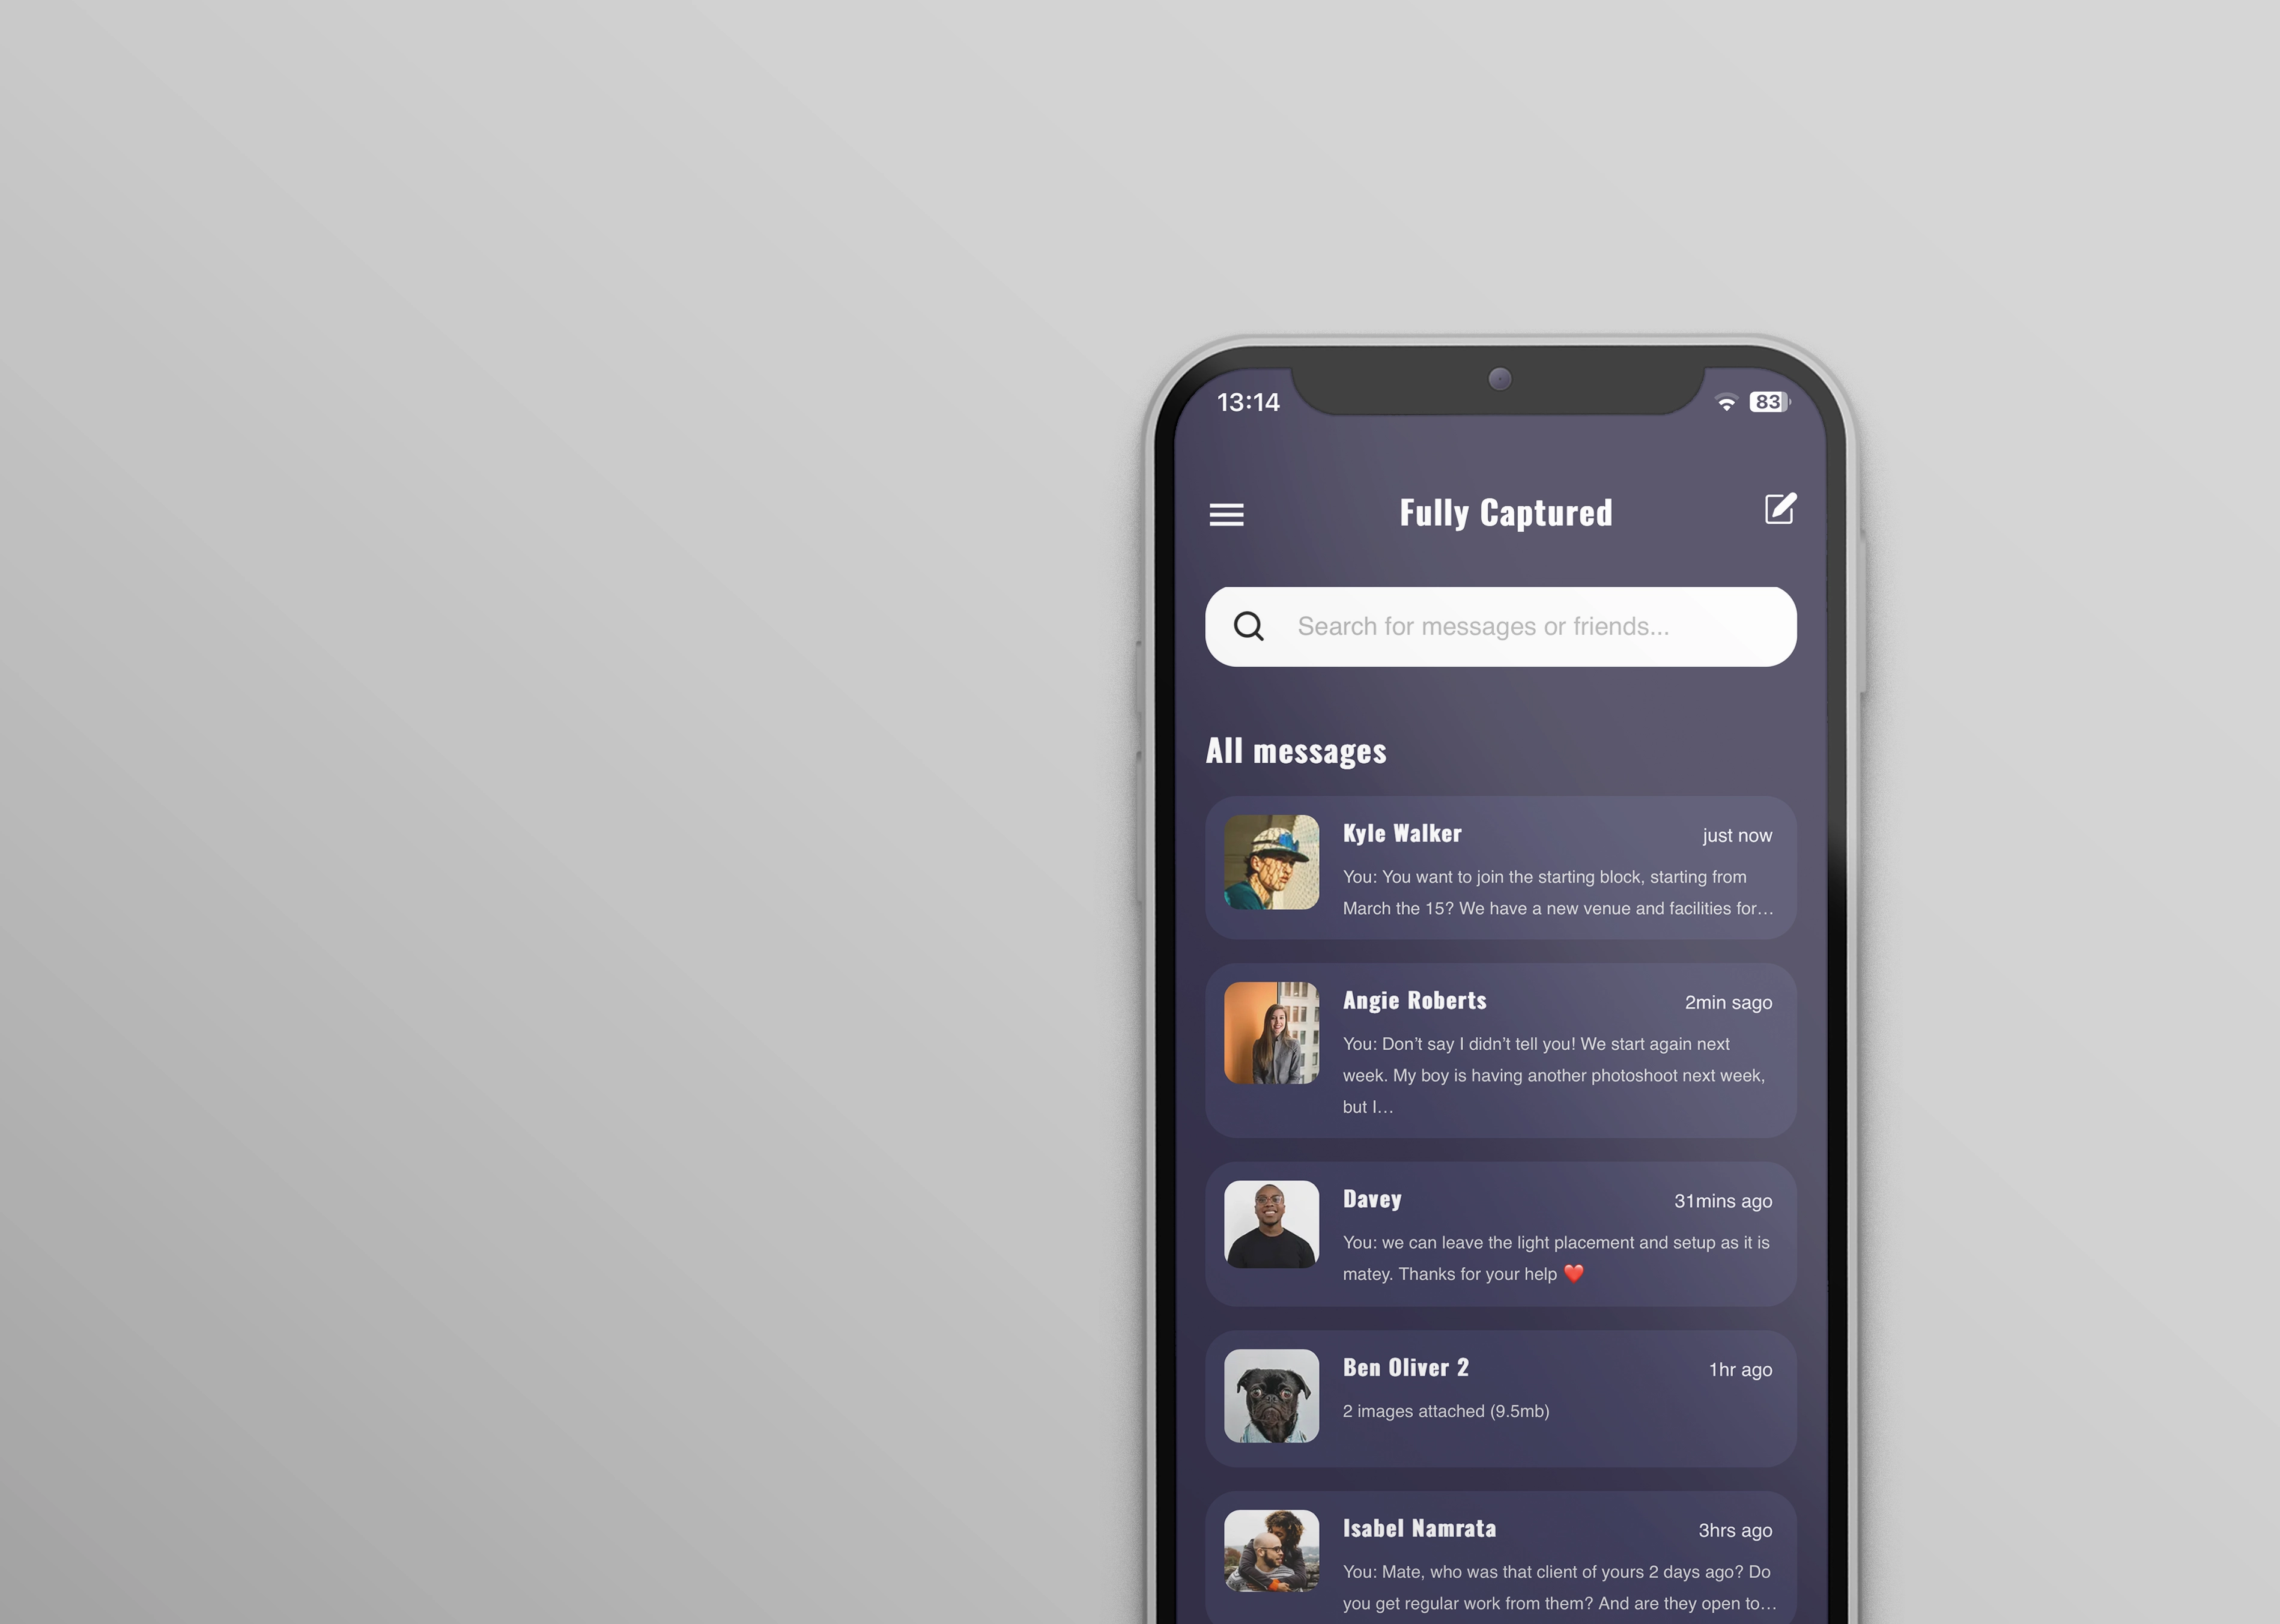 13:14
83
Fully Captured
Search for messages or friends...
All messages
Kyle Walker
just now
You: You want to join the starting block, starting from
March the 15? We have a new venue and facilities for...
Angie Roberts
2min sago
You: Don’t say I didn’t tell you! We start again next
week. My boy is having another photoshoot next week,
but I...
Davey
31mins ago
You: we can leave the light placement and setup as it is
matey. Thanks for your help ❤️
Ben Oliver 2
1hr ago
2 images attached (9.5mb)
Isabel Namrata
3hrs ago
You: Mate, who was that client of yours 2 days ago? Do
you get regular work from them? And are they open to...